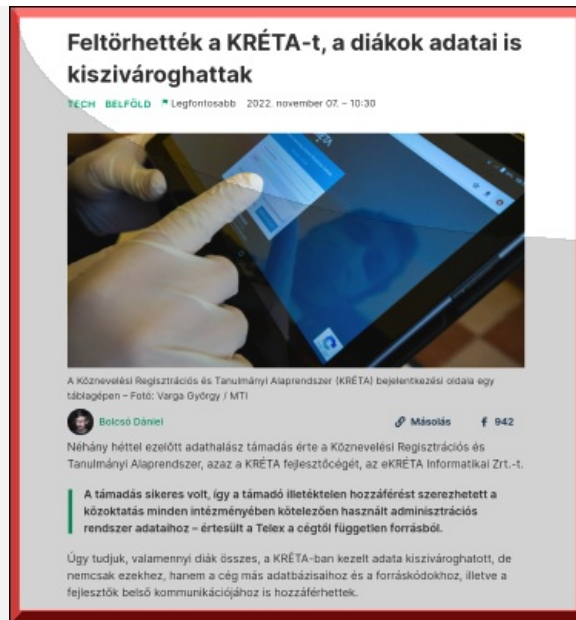 Feltörhették a KRÉTA-t, a diákok adatai is
kiszivároghattak
TECH BELFÖLD Legfontosabb 2022. november 07. – 10:30
A Köznevelési Regisztrációs és Tanulmányi Alaprendszer (KRÉTA) bejelentkezési oldala egy
táblagépen – Fotó: Varga György / MTI
Bolcsó Dániel Másolás 942
Néhány héttel ezelőtt adathalász támadás érte a Köznevelési Regisztrációs és
Tanulmányi Alaprendszer, azaz a KRÉTA fejlesztőcégét, az eKRÉTA Informatikai Zrt.-t.
A támadás sikeres volt, így a támadó illetéktelen hozzáférést szerezhetett a
közoktatás minden intézményében kötelezően használt adminisztrációs
rendszer adataihoz – értesült a Telex a cégtől független forrásból.
Úgy tudjuk, valamennyi diák összes, a KRÉTA-ban kezelt adata kiszivároghatott, de
nemcsak ezekhez, hanem a cég más adatbázisaihoz és a forráskódokhoz, illetve a
fejlesztők belső kommunikációjához is hozzáférhettek.